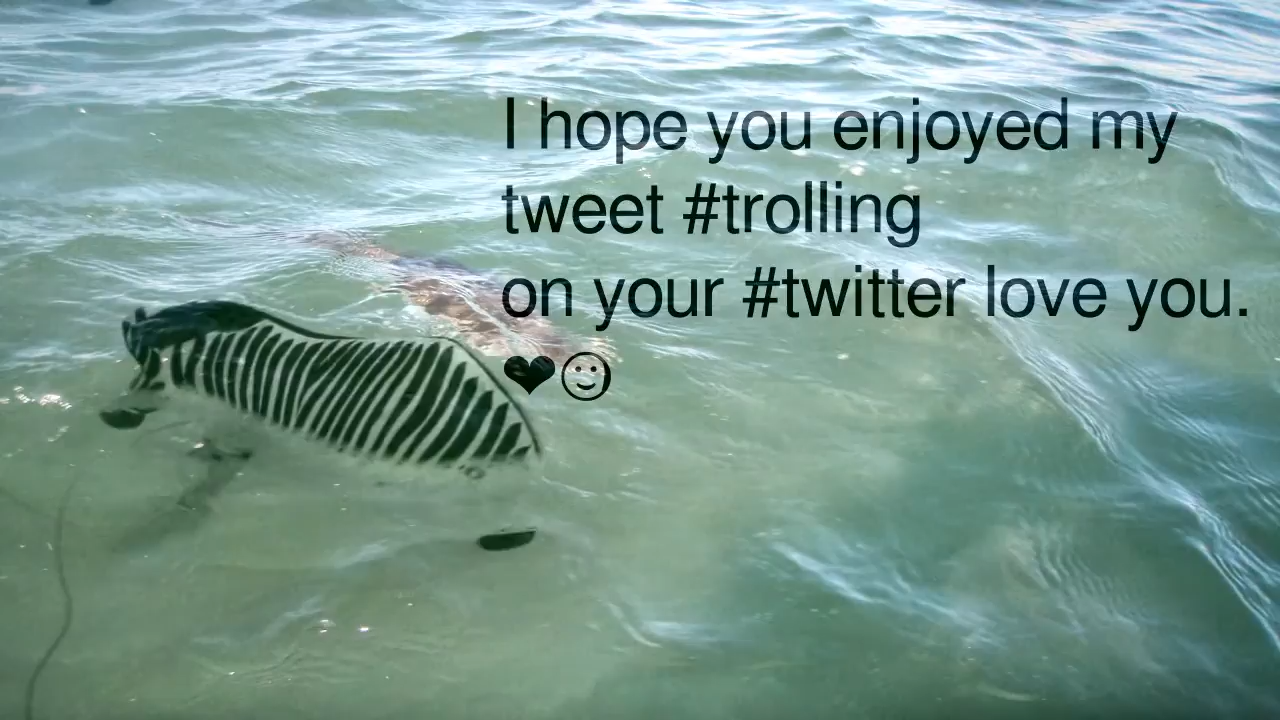 I hope you enjoyed my
tweet #trolling
on your #twitter love you.
❤☺